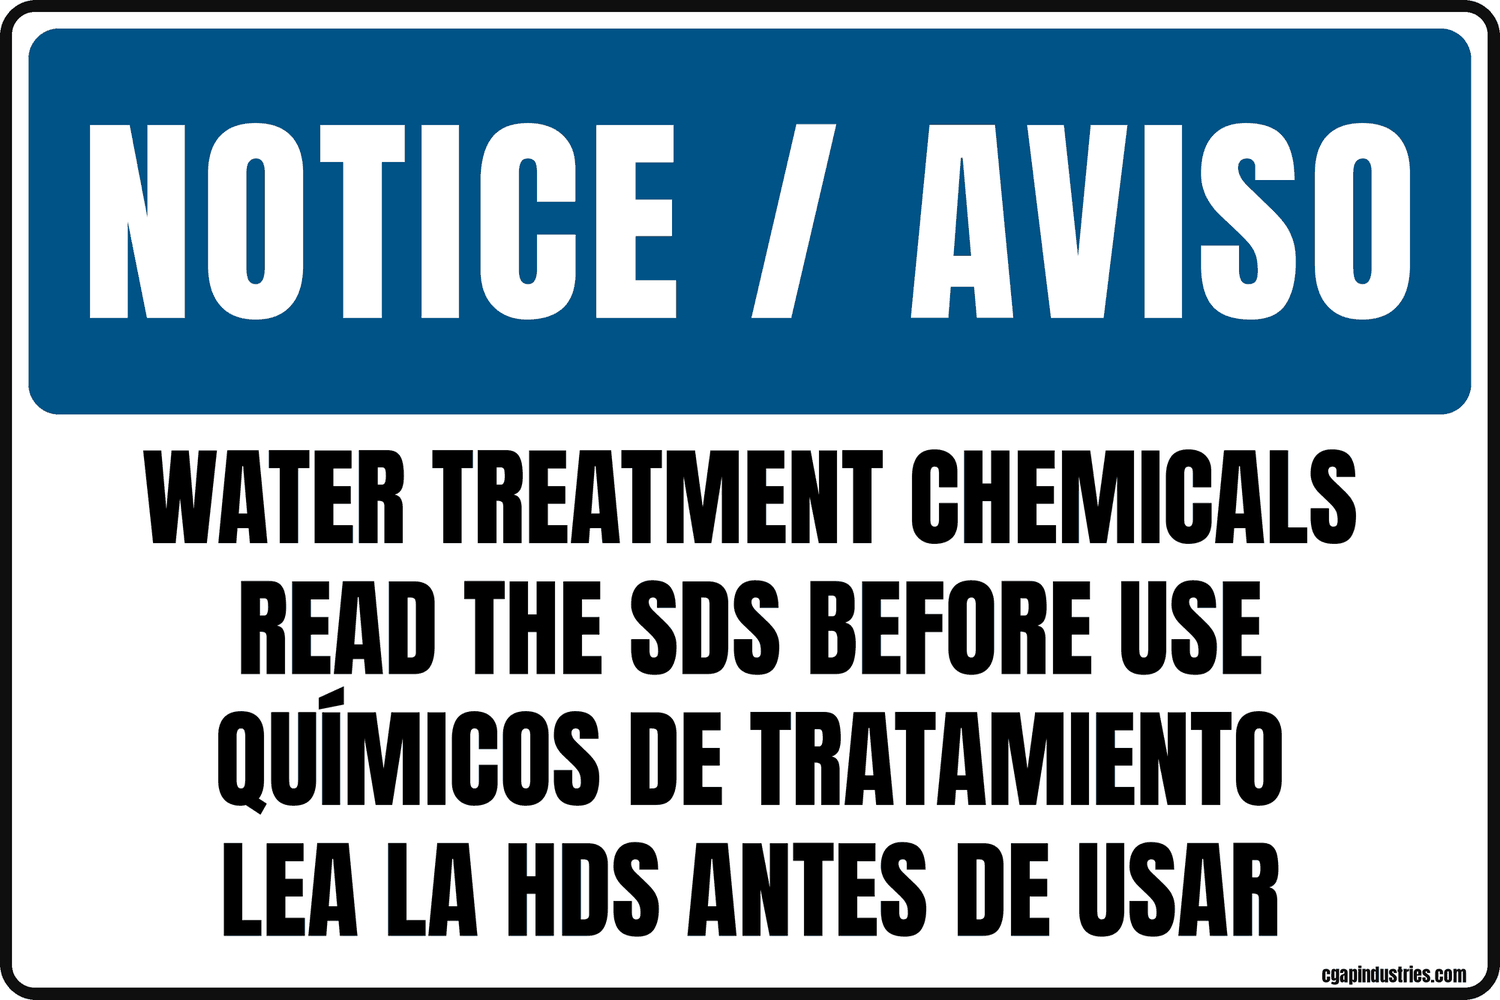 NOTICE / AVISO
WATER TREATMENT CHEMICALS
READ THE SDS BEFORE USE
QUÍMICOS DE TRATAMIENTO
LEA LA HDS ANTES DE USAR
cgapindustries.com